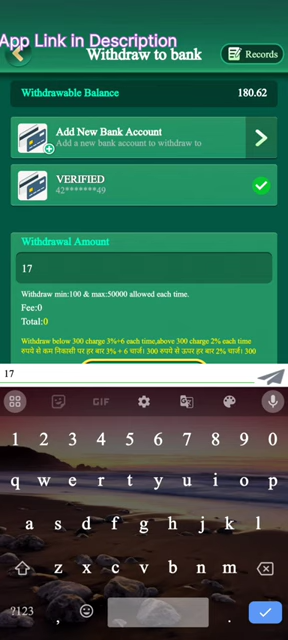 App Link in Description
Withdraw to bank
Records
Withdrawable Balance 180.62
Add New Bank Account
Add a new bank account to withdraw to
VERIFIED
42*******49
Withdrawal Amount
17
Withdraw min:100 & max:50000 allowed each time.
Fee:0
Total:0
Withdraw below 300 charge 3%+6 each time,above 300 charge 2% each time
रुपये से कम निकासी पर हर बार 3% + 6 चार्ज। 300 रुपये से ऊपर हर बार 2% चार्ज। 300
17
GIF
1 2 3 4 5 6 7 8 9 0
q w e r t y u i o p
a s d f g h j k l
z x c v b n m
?123 , .